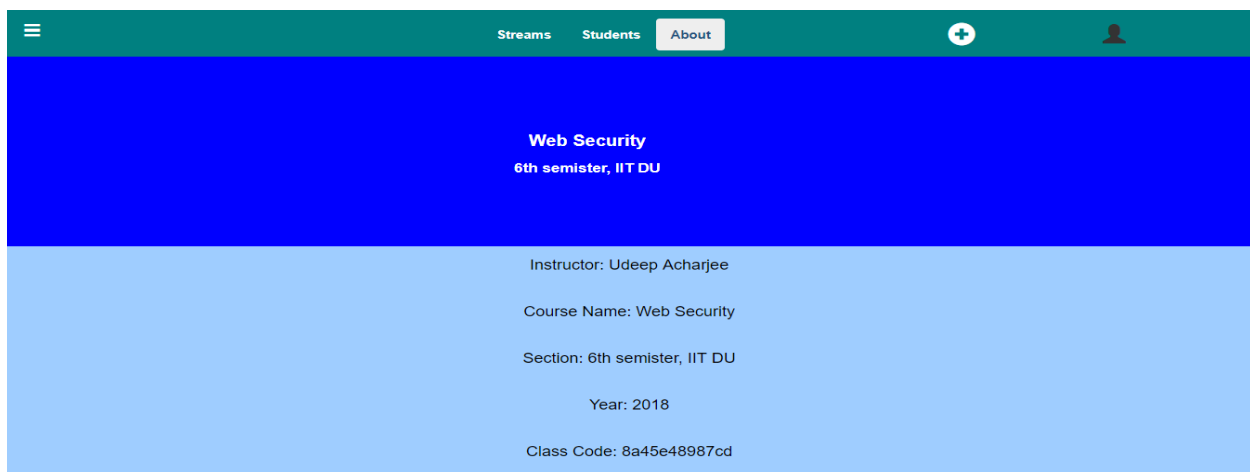 Streams Students About
Web Security
6th semister, IIT DU
Instructor: Udeep Acharjee
Course Name: Web Security
Section: 6th semister, IIT DU
Year: 2018
Class Code: 8a45e48987cd